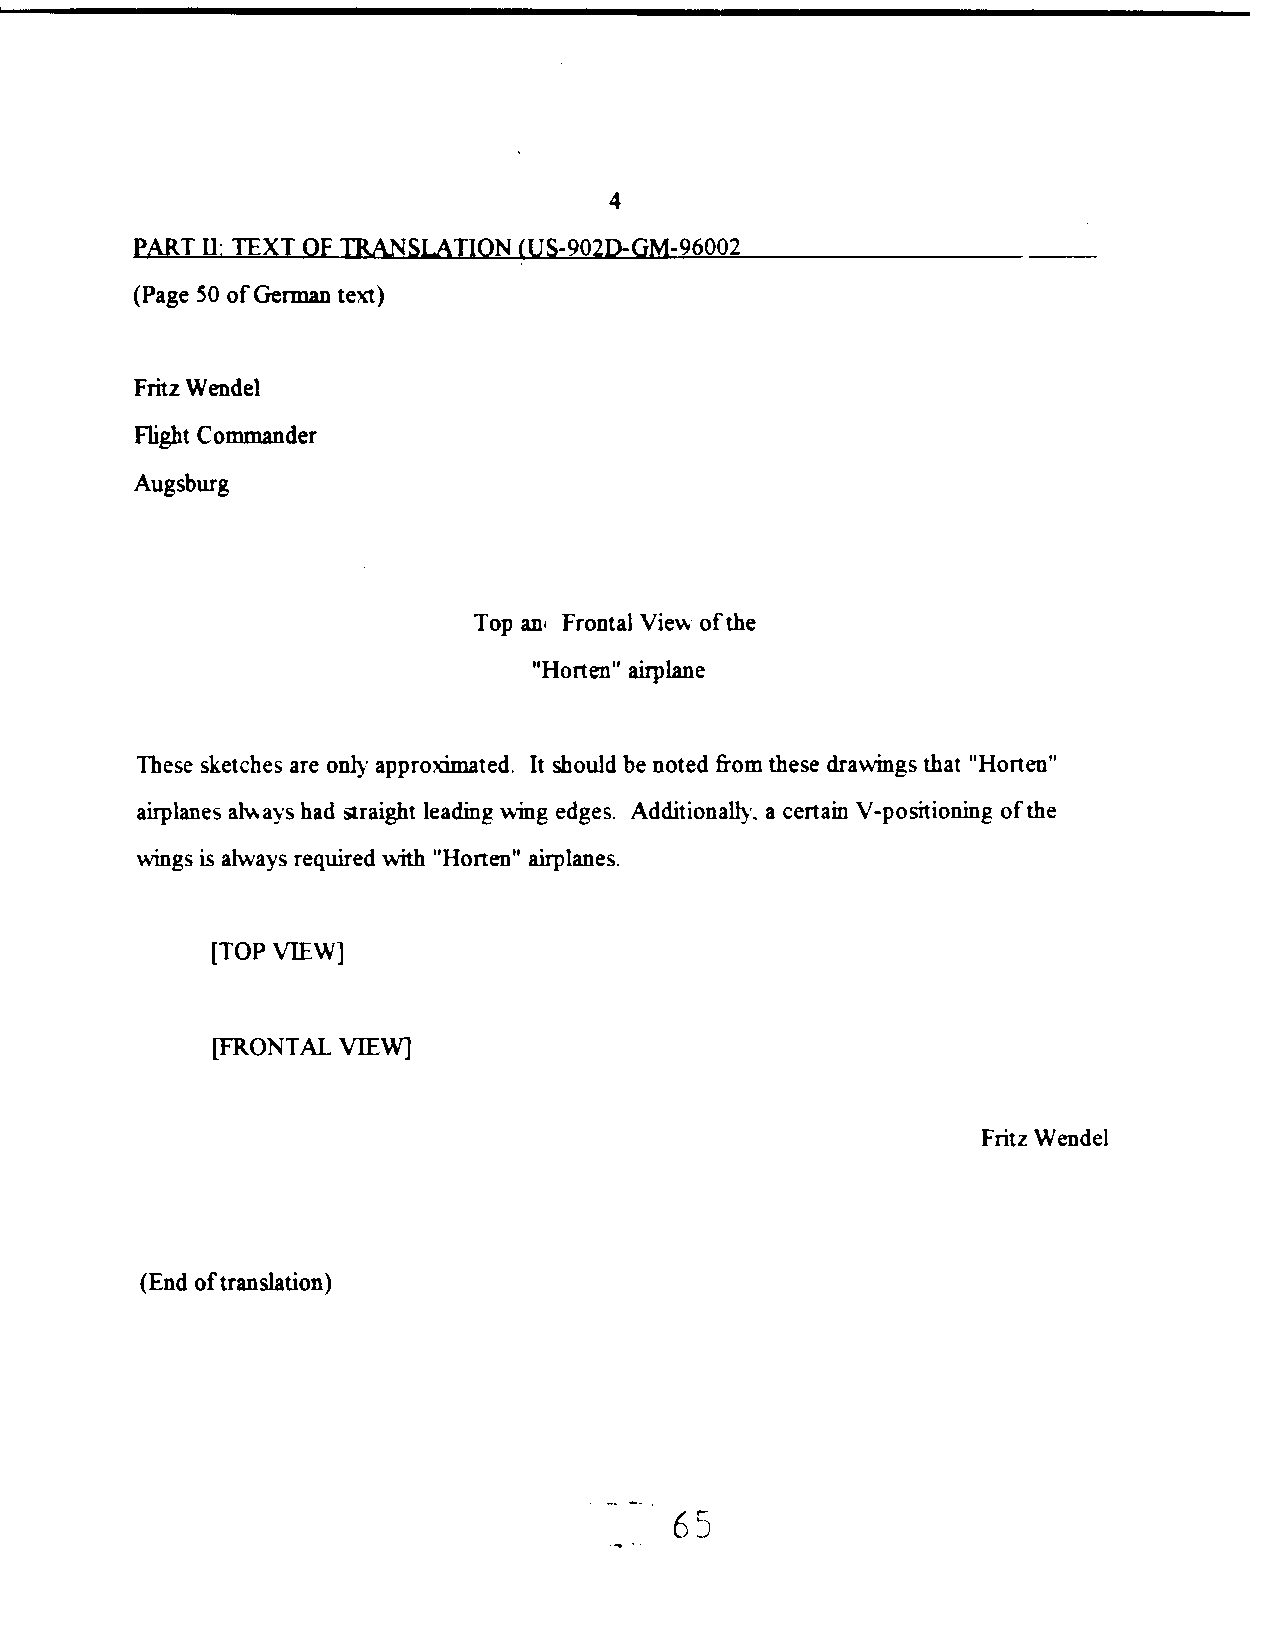 4
PART II: TEXT OF TRANSLATION (US-902D-GM-96002
(Page 50 of German text)
Fritz Wendel
Flight Commander
Augsburg
Top an Frontal View of the
"Horten" airplane
These sketches are only approximated. It should be noted from these drawings that "Horten"
airplanes always had straight leading wing edges. Additionally, a certain V-positioning of the
wings is always required with "Horten" airplanes.
[TOP VIEW]
[FRONTAL VIEW]
Fritz Wendel
(End of translation)
65